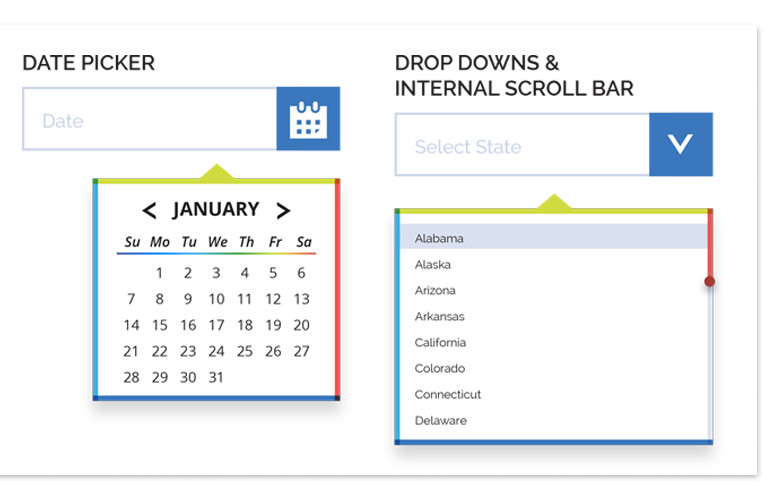 DATE PICKER
Date
< JANUARY >
Su Mo Tu We Th Fr Sa
1 2 3 4 5 6
7 8 9 10 11 12 13
14 15 16 17 18 19 20
21 22 23 24 25 26 27
28 29 30 31
DROP DOWNS &
INTERNAL SCROLL BAR
Select State
Alabama
Alaska
Arizona
Arkansas
California
Colorado
Connecticut
Delaware